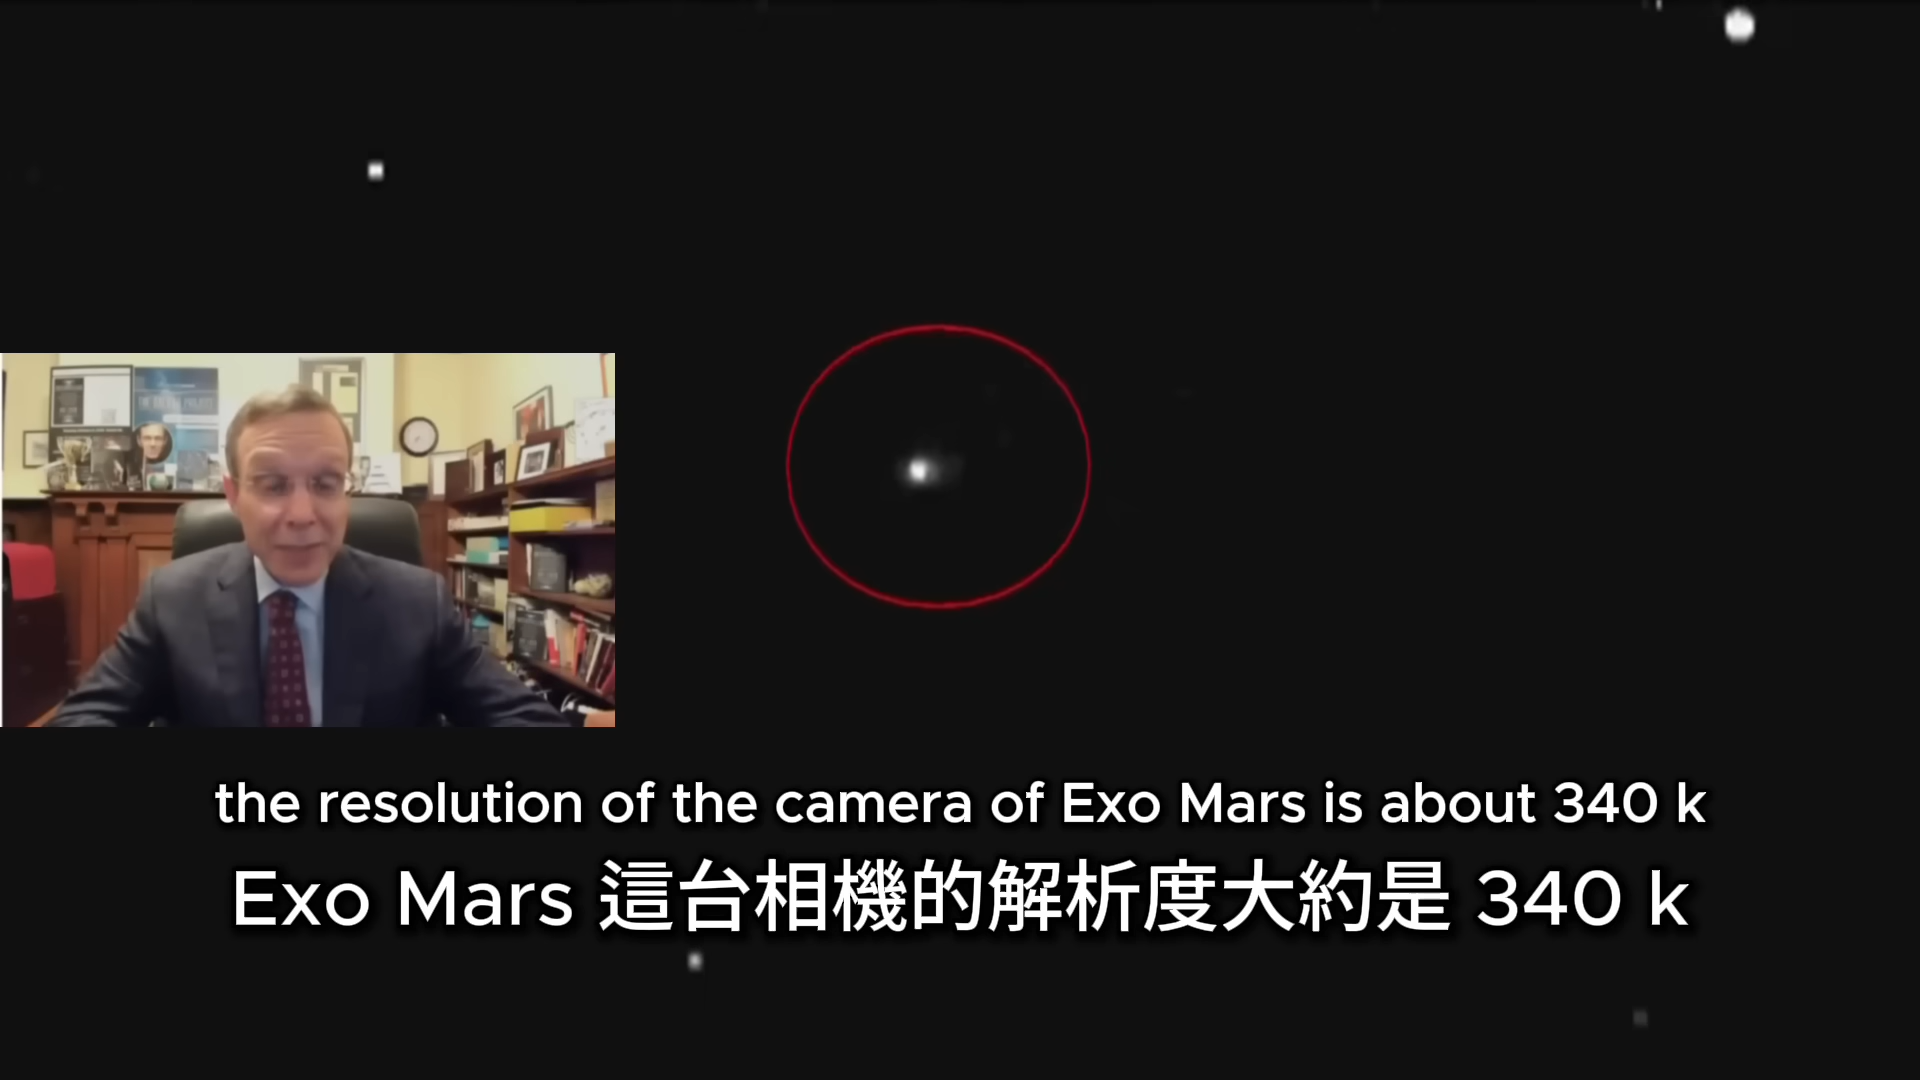 the resolution of the camera of Exo Mars is about 340 k
Exo Mars 這台相機的解析度大約是 340 k